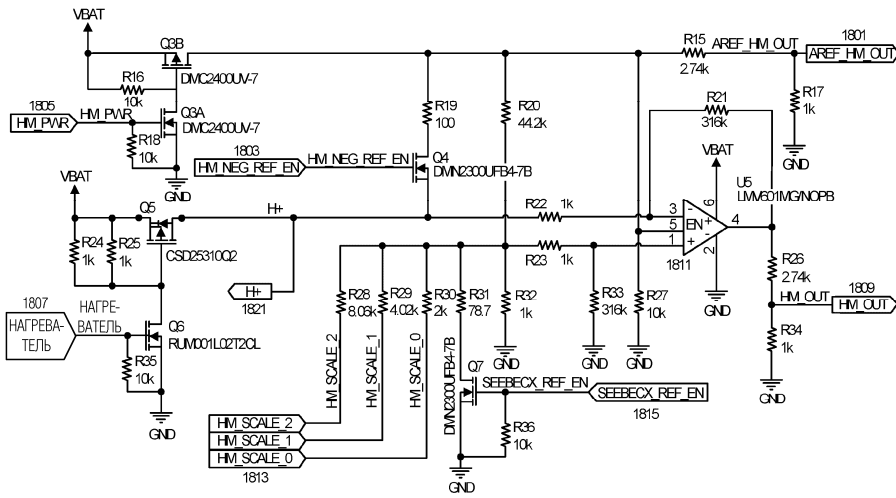 VBAT
Q3B
DMC2400UV-7
R16
10k
1805
HM_PWR
HM_PWR
Q3A
DMC2400UV-7
R18
10k
GND
R19
100
R20
44.2k
R15
2.74k
AREF_HM_OUT
1801
AREF_HM_OUT
R17
1k
GND
R21
316k
1803
HM_NEG_REF_EN
HM_NEG_REF_EN
Q4
DMN2300UFB4-7B
VBAT
U5
LMV601MG/NOPB
VBAT
Q5
CSD25310Q2
R24
1k
R25
1k
H+
H+
1821
R22
1k
R23
1k
3
-
6
+
5
EN
4
1
+
-
2
1811
GND
R26
2.74k
HM_OUT
1809
HM_OUT
R34
1k
GND
1807
НАГРЕВА-
ТЕЛЬ
НАГРЕ-
ВАТЕЛЬ
Q6
RUM001L02T2CL
R35
10k
GND
R28
8.06k
R29
4.02k
R30
2k
R31
78.7
R32
1k
R33
316k
R27
10k
GND
GND
GND
HM_SCALE_2
HM_SCALE_1
HM_SCALE_0
DMN2300UFB4-7B
Q7
SEEBECX_REF_EN
SEEBECX_REF_EN
1815
R36
10k
GND
GND
HM_SCALE_2
HM_SCALE_1
HM_SCALE_0
1813